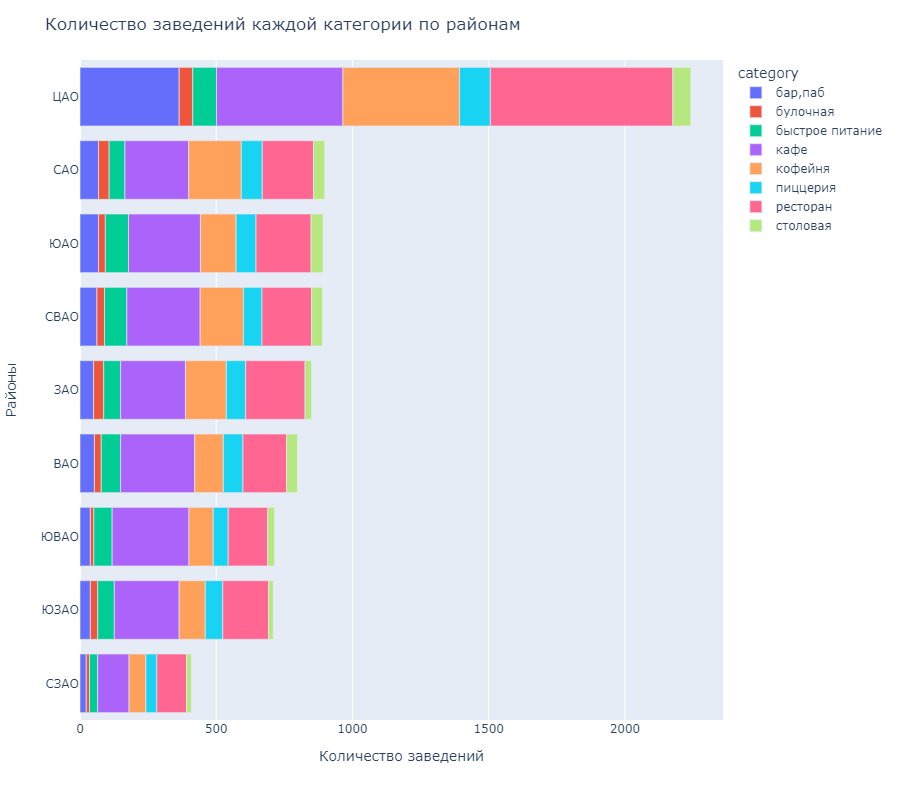 Количество заведений каждой категории по районам
category
бар,паб
булочная
быстрое питание
кафе
кофейня
пиццерия
ресторан
столовая
Районы
ЦАО
САО
ЮАО
СВАО
ЗАО
ВАО
ЮВАО
ЮЗАО
СЗАО
0 500 1000 1500 2000
Количество заведений